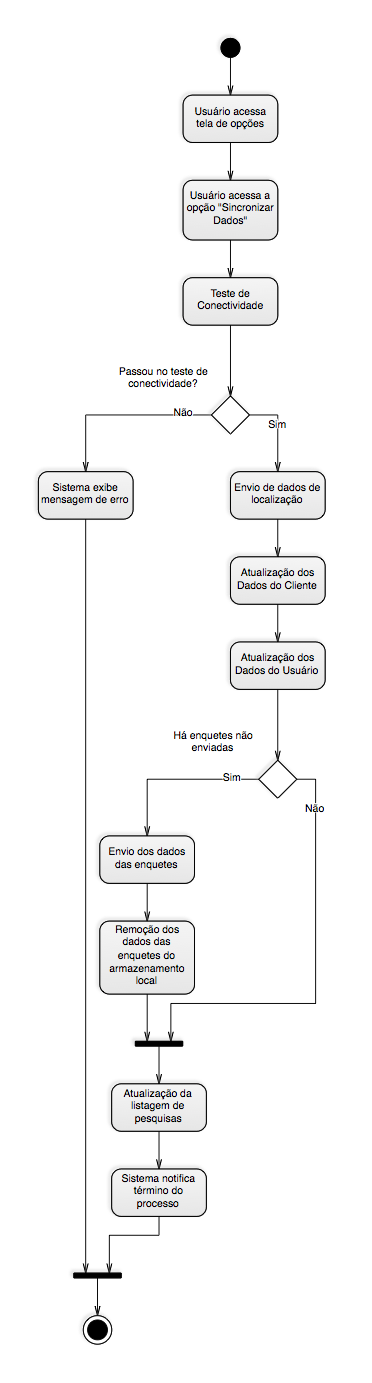 Usuário acessa
tela de opções
Usuário acessa a
opção "Sincronizar
Dados"
Teste de
Conectividade
Passou no teste de
conectividade?
Não
Sim
Sistema exibe
mensagem de erro
Envio de dados de
localização
Atualização dos
Dados do Cliente
Atualização dos
Dados do Usuário
Há enquetes não
enviadas
Sim
Não
Envio dos dados
das enquetes
Remoção dos
dados das
enquetes do
armazenamento
local
Atualização da
listagem de
pesquisas
Sistema notifica
término do
processo